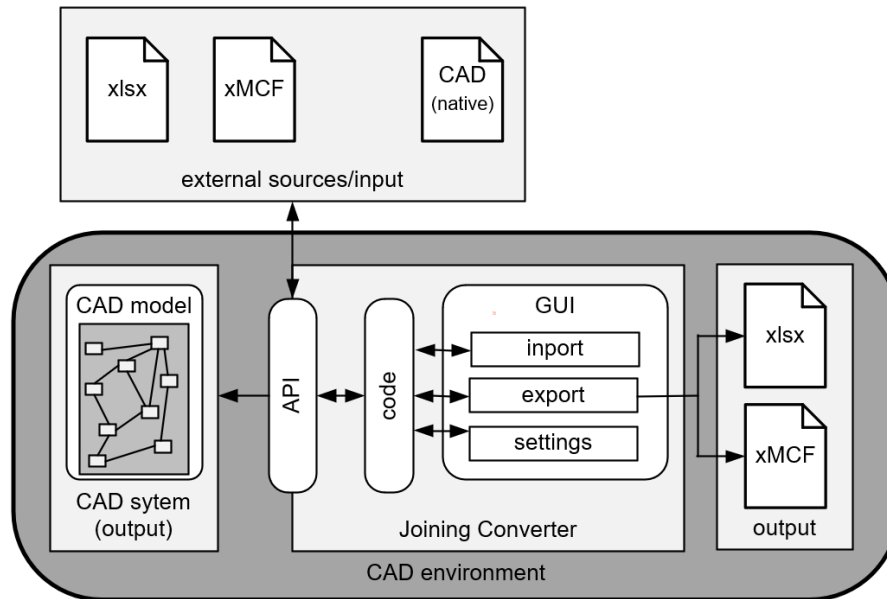 xlsx
xMCF
CAD
(native)
external sources/input
CAD model
CAD sytem
(output)
API
code
GUI
inport
export
settings
Joining Converter
xlsx
xMCF
output
CAD environment